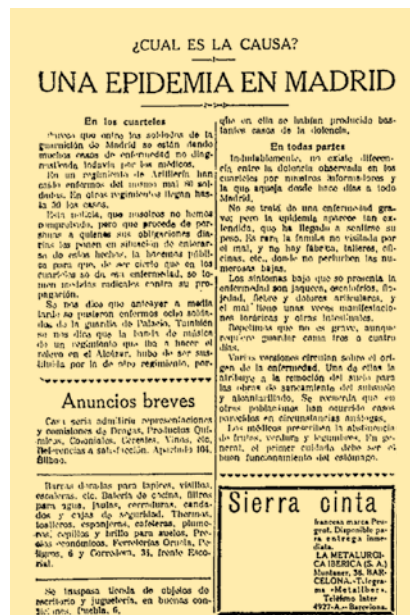 ¿CUAL ES LA CAUSA?
UNA EPIDEMIA EN MADRID
En los cuarteles
Parece que entre los soldados de la
guarnición de Madrid se están dando
muchos casos de enfermedad no diag-
nosticada todavía por los médicos.
En un regimiento de Artillería han
caído enfermos del mismo mal 80 sol-
dados. En otros regimientos llegan has-
ta 50 los casos.
Esta noticia, que nosotros no hemos
comprobado, pero que procede de per-
sonas a quienes sus obligaciones dia-
rias las ponen en situación de enterar-
se de estos hechos, la hacemos públi-
ca para que, de ser cierto que en los
cuarteles se da esa enfermedad, se to-
men medidas radicales contra su pro-
pagación.
Se nos dice que anteayer a media
tarde se pusieron enfermos ocho solda-
dos, de la guardia de Palacio. También
se nos dice que la banda de música
de un regimiento que iba a hacer el
relevo en el Alcázar, hubo de ser sus-
tituída por la de otro regimiento, por-
que en ella se habían producido bas-
tantes casos de la dolencia.
En todas partes
Indudablemente, no existe diferen-
cia entre la dolencia observada en los
cuarteles por nuestros informadores y
la que aqueja desde hace días a todo
Madrid.
No se trata de una enfermedad gra-
ve; pero la epidemia aparece tan ex-
tendida, que ha llegado a sentirse su
peso. Es rara la familia no visitada por
el mal, y no hay fábrica, talleres, ofi-
cinas, etc., donde no perturben las nu-
merosas bajas.
Los síntomas bajo que se presenta la
enfermedad son jaqueca, escalofríos, flo-
jedad, fiebre y dolores articulares, y
el mal tiene unas veces manifestacio-
nes torácicas y otras intestinales.
Repetimos que no es grave, aunque
requiere guardar cama tres o cuatro
días.
Varias versiones circulan sobre el ori-
gen de la enfermedad. Una de ellas la
atribuye a la remoción del suelo para
las obras de saneamiento del subsuelo
y alcantarillado. Se recuerda que en
otras poblaciones han ocurrido casos
parecidos en circunstancias análogas.
Los médicos prescriben la abstinencia
de frutas, verdura y legumbres. En ge-
neral, el primer cuidado debe ser el
buen funcionamiento del estómago.
Anuncios breves
Casa seria admitiría representaciones
y comisiones de Drogas, Productos Quí-
micos, Coloniales, Cereales, Vinos, etc.
Referencias a satisfacción. Apartado 104,
Bilbao.
Barras doradas para tapices, visillos,
escaleras, etc. Batería de cocina, filtros
para agua, jaulas, cerraduras, canda-
dos y cajas de seguridad. Thermos,
toalleros, esponjeras, cafeteras, plume-
ros, cepillos y brillo para suelos. Pre-
cios económicos. Ferreterías
6 y Carretera, 34, frente Esco-
rial.
Se traspasa tienda de objetos de
escritorio y juguetería, en buenas con-
diciones. Puebla, 6.
Sierra cinta
francesa marca Peu-
geot. Disponible pa-
ra entrega inme-
diata.
LA METALURGI-
CA IBERICA (S. A.)
Muntaner, 36. BAR-
CELONA.-Telegra-
mas «Metaliber».
Teléfono Inter
4927-A.-Barcelona.